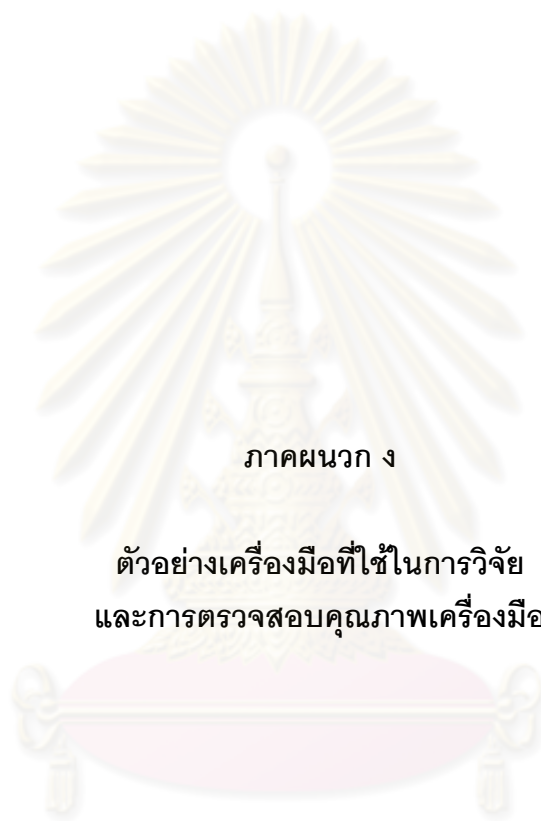 ภาคผนวก ง
ตัวอย่างเครื่องมือที่ใช้ในการวิจัย
และการตรวจสอบคุณภาพเครื่องมือ